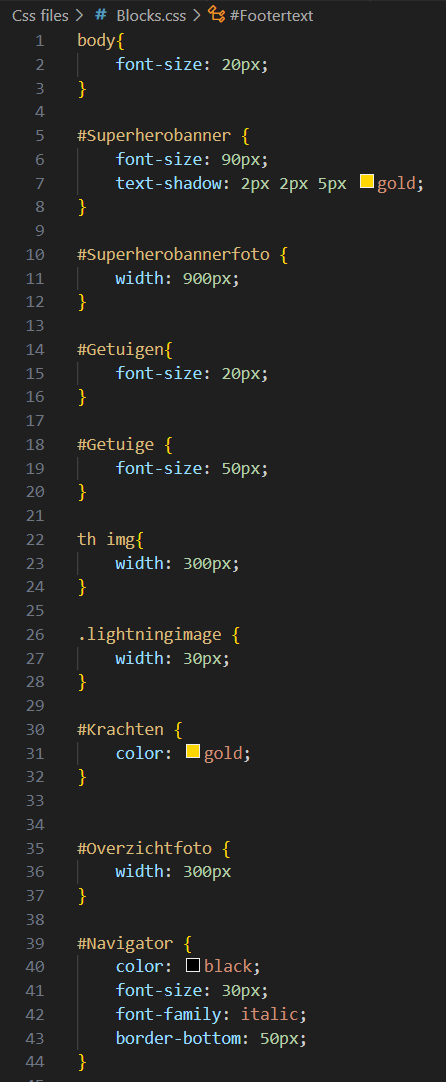 Css files > # Blocks.css > #Footertext
1 body{
2 font-size: 20px;
3 }
4
5 #Superherobanner {
6 font-size: 90px;
7 text-shadow: 2px 2px 5px gold;
8 }
9
10 #Superherobannerfoto {
11 width: 900px;
12 }
13
14 #Getuigen{
15 font-size: 20px;
16 }
17
18 #Getuige {
19 font-size: 50px;
20 }
21
22 th img{
23 width: 300px;
24 }
25
26 .lightningimage {
27 width: 30px;
28 }
29
30 #Krachten {
31 color: gold;
32 }
33
34
35 #Overzichtfoto {
36 width: 300px
37 }
38
39 #Navigator {
40 color: black;
41 font-size: 30px;
42 font-family: italic;
43 border-bottom: 50px;
44 }